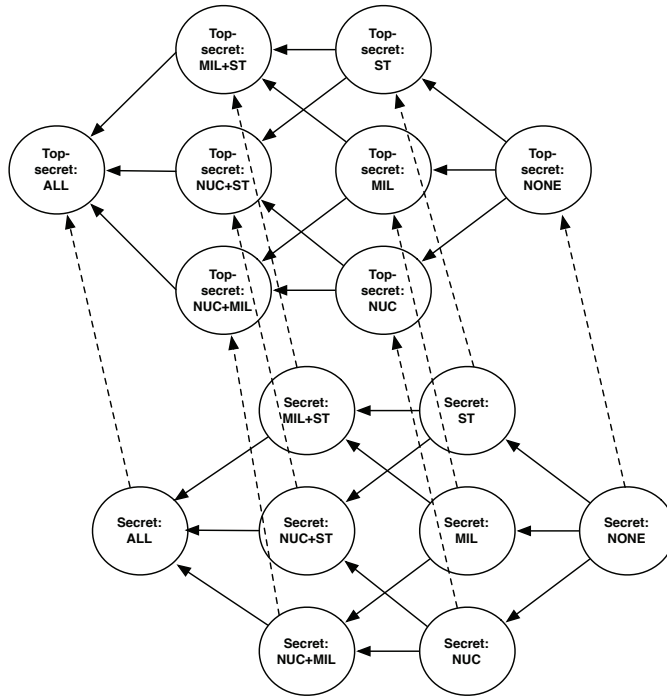 Top-
secret:
MIL+ST
Top-
secret:
ST
Top-
secret:
ALL
Top-
secret:
NUC+ST
Top-
secret:
MIL
Top-
secret:
NONE
Top-
secret:
NUC+MIL
Top-
secret:
NUC
Secret:
MIL+ST
Secret:
ST
Secret:
ALL
Secret:
NUC+ST
Secret:
MIL
Secret:
NONE
Secret:
NUC+MIL
Secret:
NUC